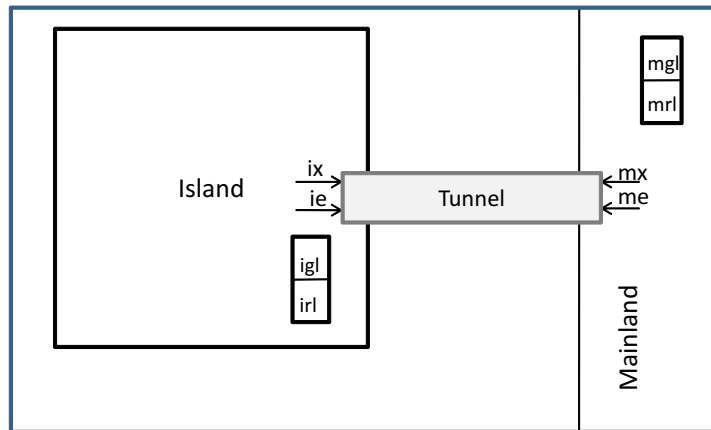 mgl
mrl
ix
mx
Island
Tunnel
ie
me
igl
irl
Mainland